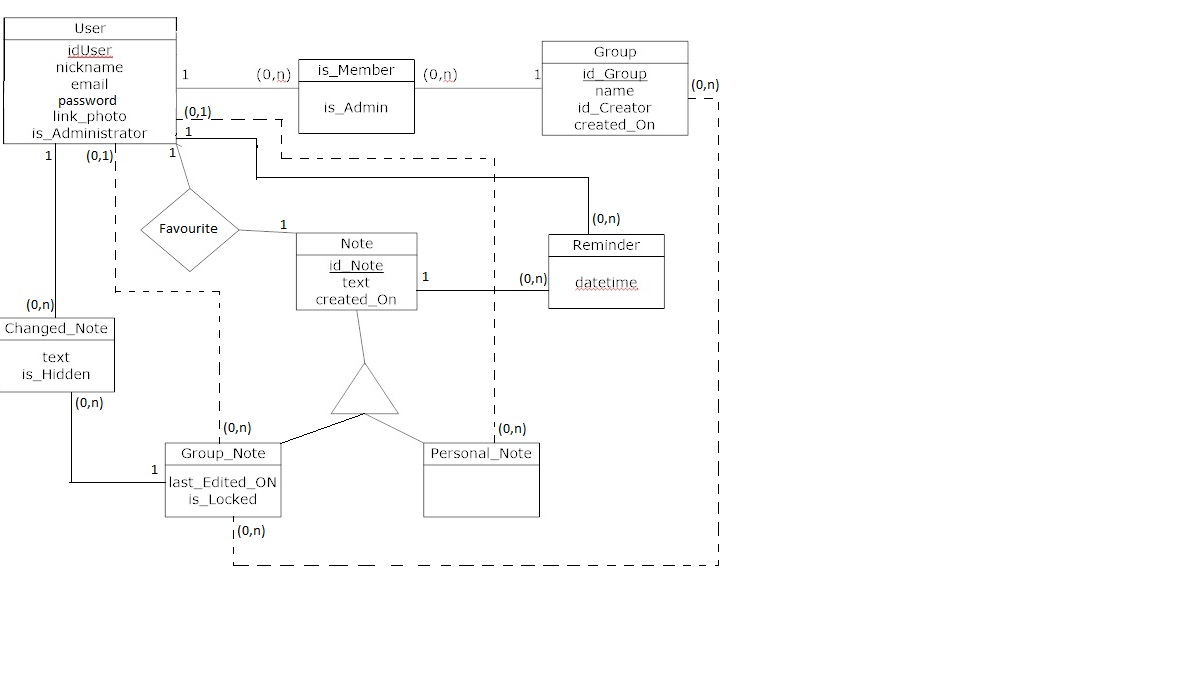 User
idUser
nickname
email
password
link_photo
is_Administrator
1
(0,n)
is_Member
is_Admin
(0,n)
1
Group
id_Group
name
id_Creator
created_On
(0,n)
(0,1)
1
1
(0,1)
1
Favourite
1
(0,n)
Note
id_Note
text
created_On
1
(0,n)
Reminder
datetime
(0,n)
Changed_Note
text
is_Hidden
(0,n)
(0,n)
(0,n)
Group_Note
last_Edited_ON
is_Locked
1
Personal_Note
(0,n)